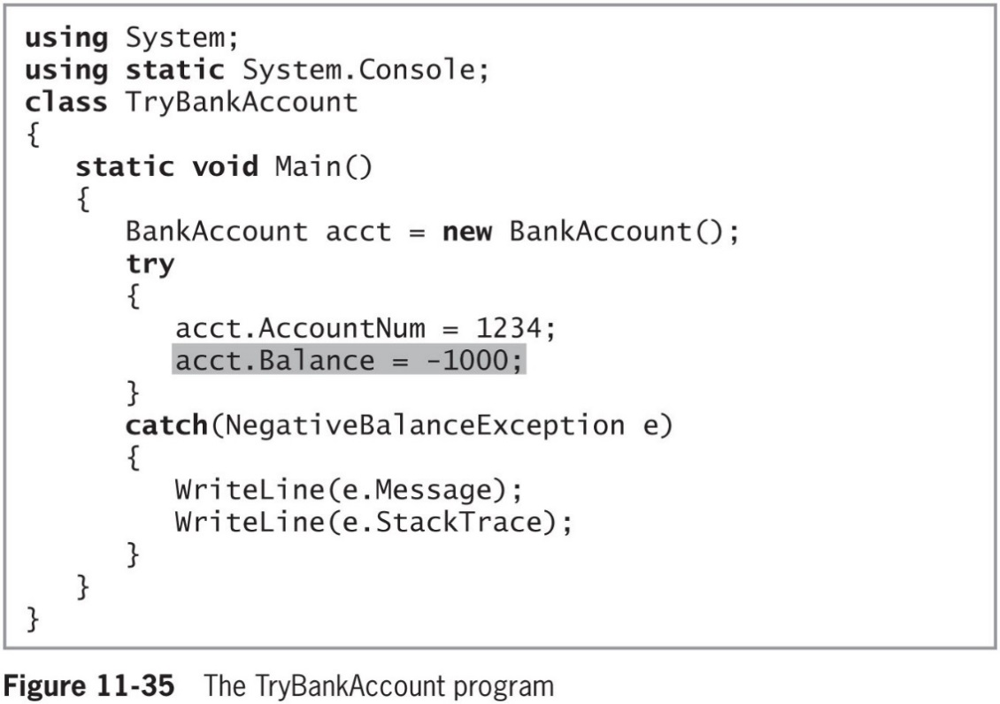 using System;
using static System.Console;
class TryBankAccount
{
   static void Main()
   {
      BankAccount acct = new BankAccount();
      try
      {
         acct.AccountNum = 1234;
         acct.Balance = -1000;
      }
      catch(NegativeBalanceException e)
      {
         WriteLine(e.Message);
         WriteLine(e.StackTrace);
      }
   }
}
Figure 11-35 The TryBankAccount program